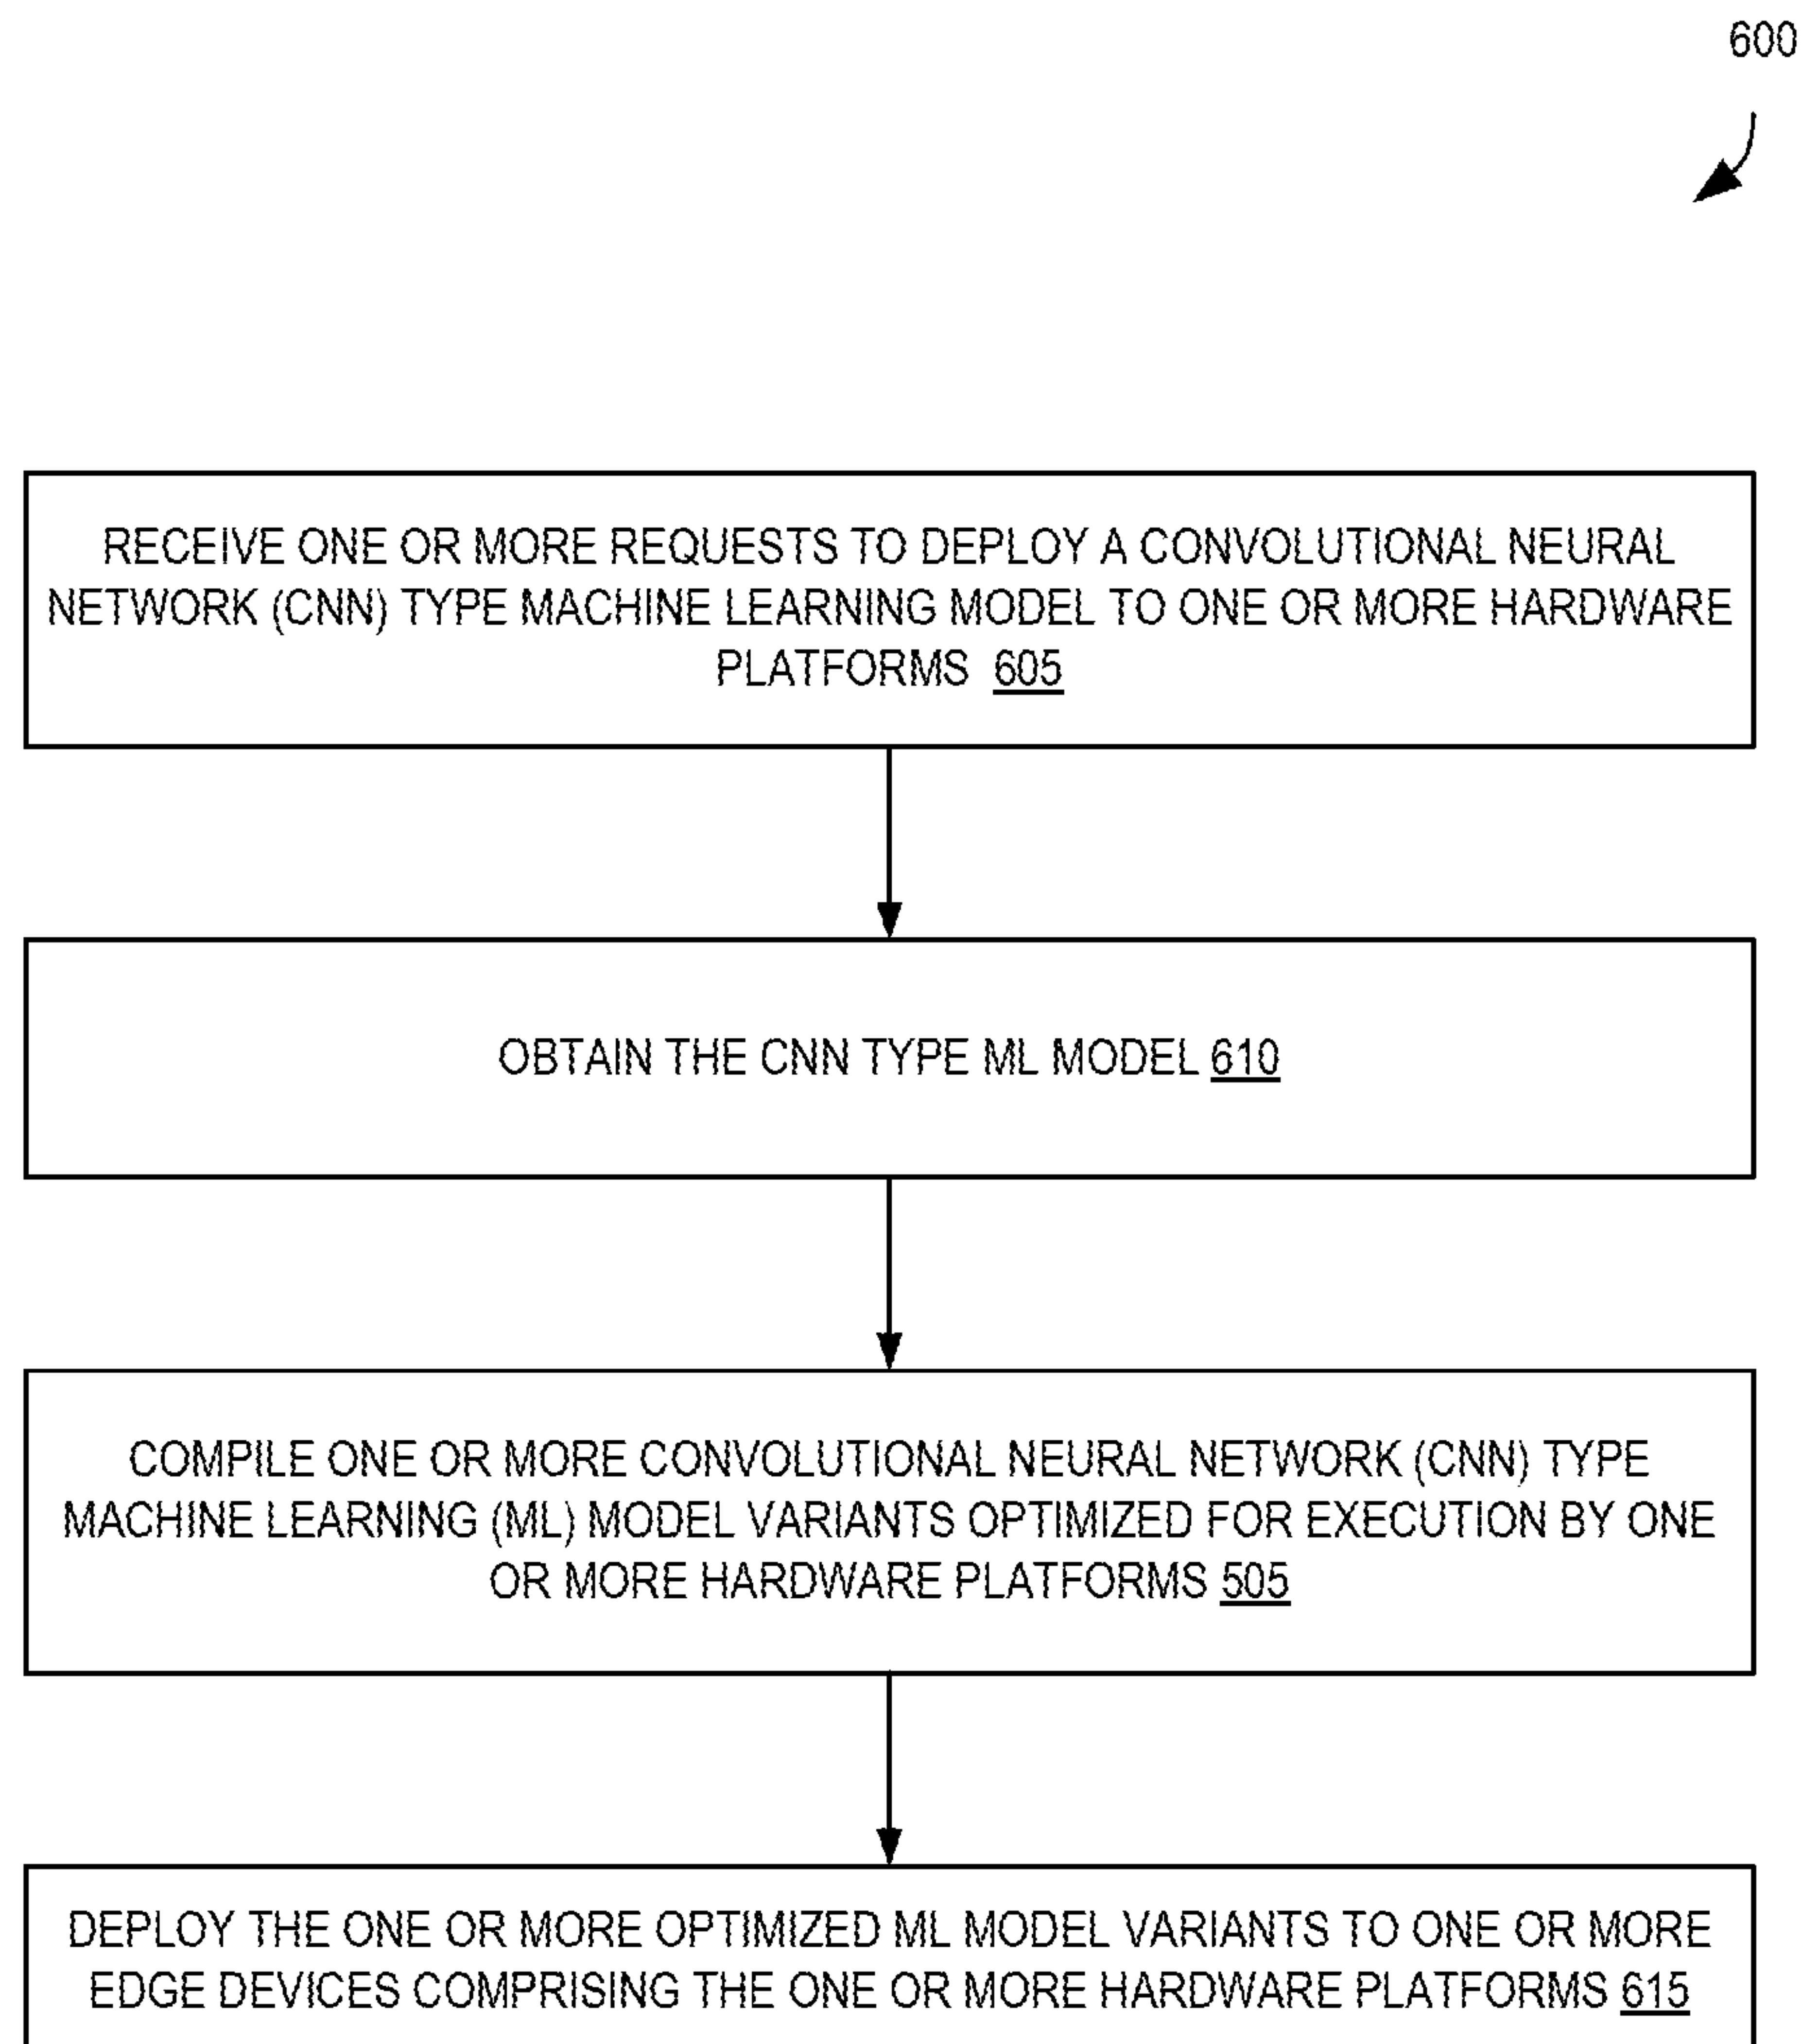 600
RECEIVE ONE OR MORE REQUESTS TO DEPLOY A CONVOLUTIONAL NEURAL
NETWORK (CNN) TYPE MACHINE LEARNING MODEL TO ONE OR MORE HARDWARE
PLATFORMS 605
OBTAIN THE CNN TYPE ML MODEL 610
COMPILE ONE OR MORE CONVOLUTIONAL NEURAL NETWORK (CNN) TYPE
MACHINE LEARNING (ML) MODEL VARIANTS OPTIMIZED FOR EXECUTION BY ONE
OR MORE HARDWARE PLATFORMS 505
DEPLOY THE ONE OR MORE OPTIMIZED ML MODEL VARIANTS TO ONE OR MORE
EDGE DEVICES COMPRISING THE ONE OR MORE HARDWARE PLATFORMS 615